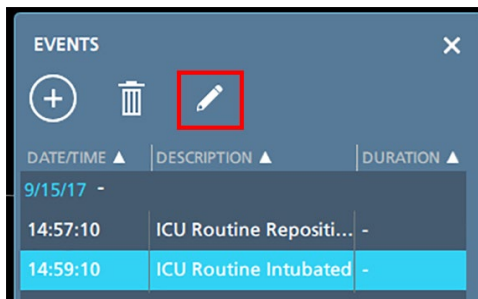 EVENTS
DATE/TIME ▲ DESCRIPTION ▲ DURATION ▲
9/15/17 -
14:57:10 ICU Routine Repositi... -
14:59:10 ICU Routine Intubated -